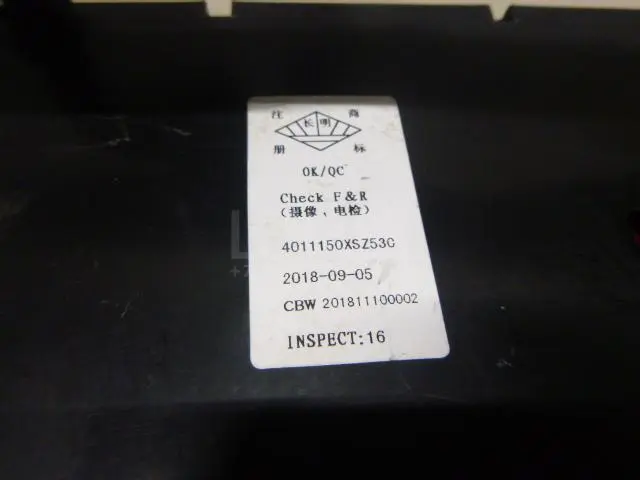 注 商
长 明
册 标
OK/QC
Check F&R
(摄像，电检)
4011150XSZ53C
2018-09-05
CBW 201811100002
INSPECT:16